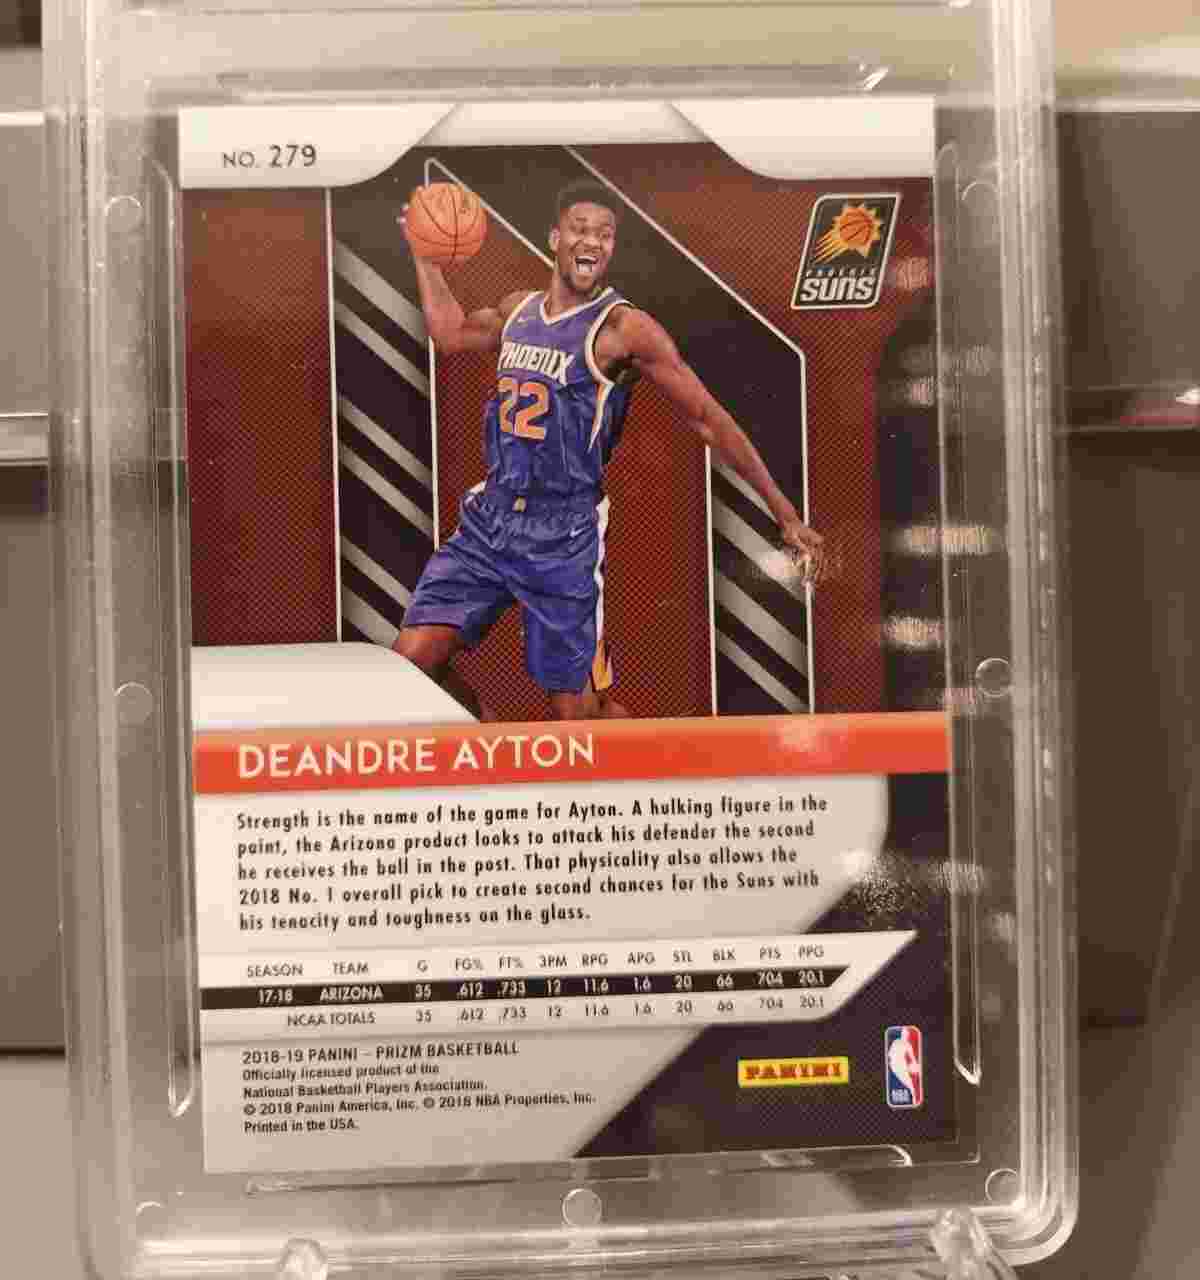 NO. 279
PHOENIX
SUNS
PHOENIX
22
DEANDRE AYTON
Strength is the name of the game for Ayton. A hulking figure in the
paint, the Arizona product looks to attack his defender the second
he receives the ball in the post. That physicality also allows the
2018 No. 1 overall pick to create second chances for the Suns with
his tenacity and toughness on the glass.
SEASON TEAM G FG% FT% 3PM RPG APG STL BLK PTS PPG
17-18 ARIZONA 35 .612 .733 12 11.6 1.6 20 66 704 20.1
NCAA TOTALS 35 .612 .733 12 11.6 1.6 20 66 704 20.1
2018-19 PANINI – PRIZM BASKETBALL
Officially licensed product of the
National Basketball Players Association.
© 2018 Panini America, Inc. © 2018 NBA Properties, Inc.
Printed in the USA.
PANINI
NBA